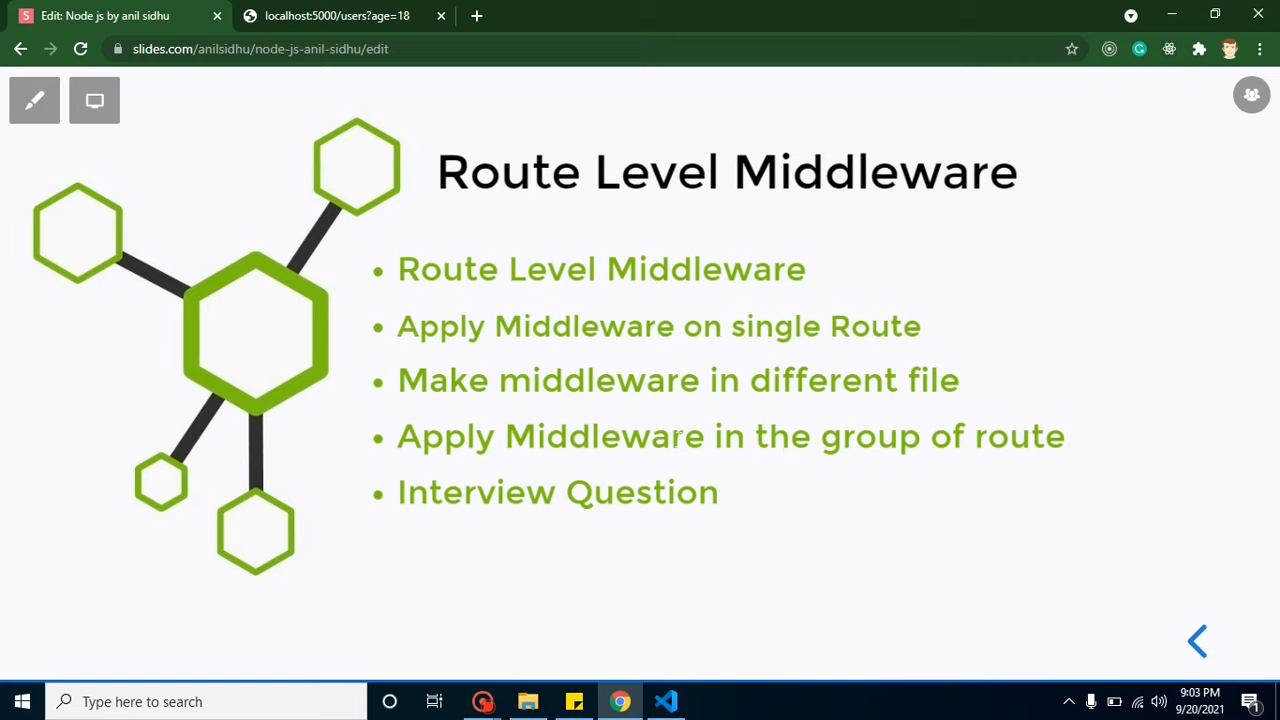 Edit: Node js by anil sidhu
localhost:5000/users?age=18
slides.com/anilsidhu/node-js-anil-sidhu/edit
Route Level Middleware
• Route Level Middleware
• Apply Middleware on single Route
• Make middleware in different file
• Apply Middleware in the group of route
• Interview Question
Type here to search
9:03 PM
9/20/2021
1